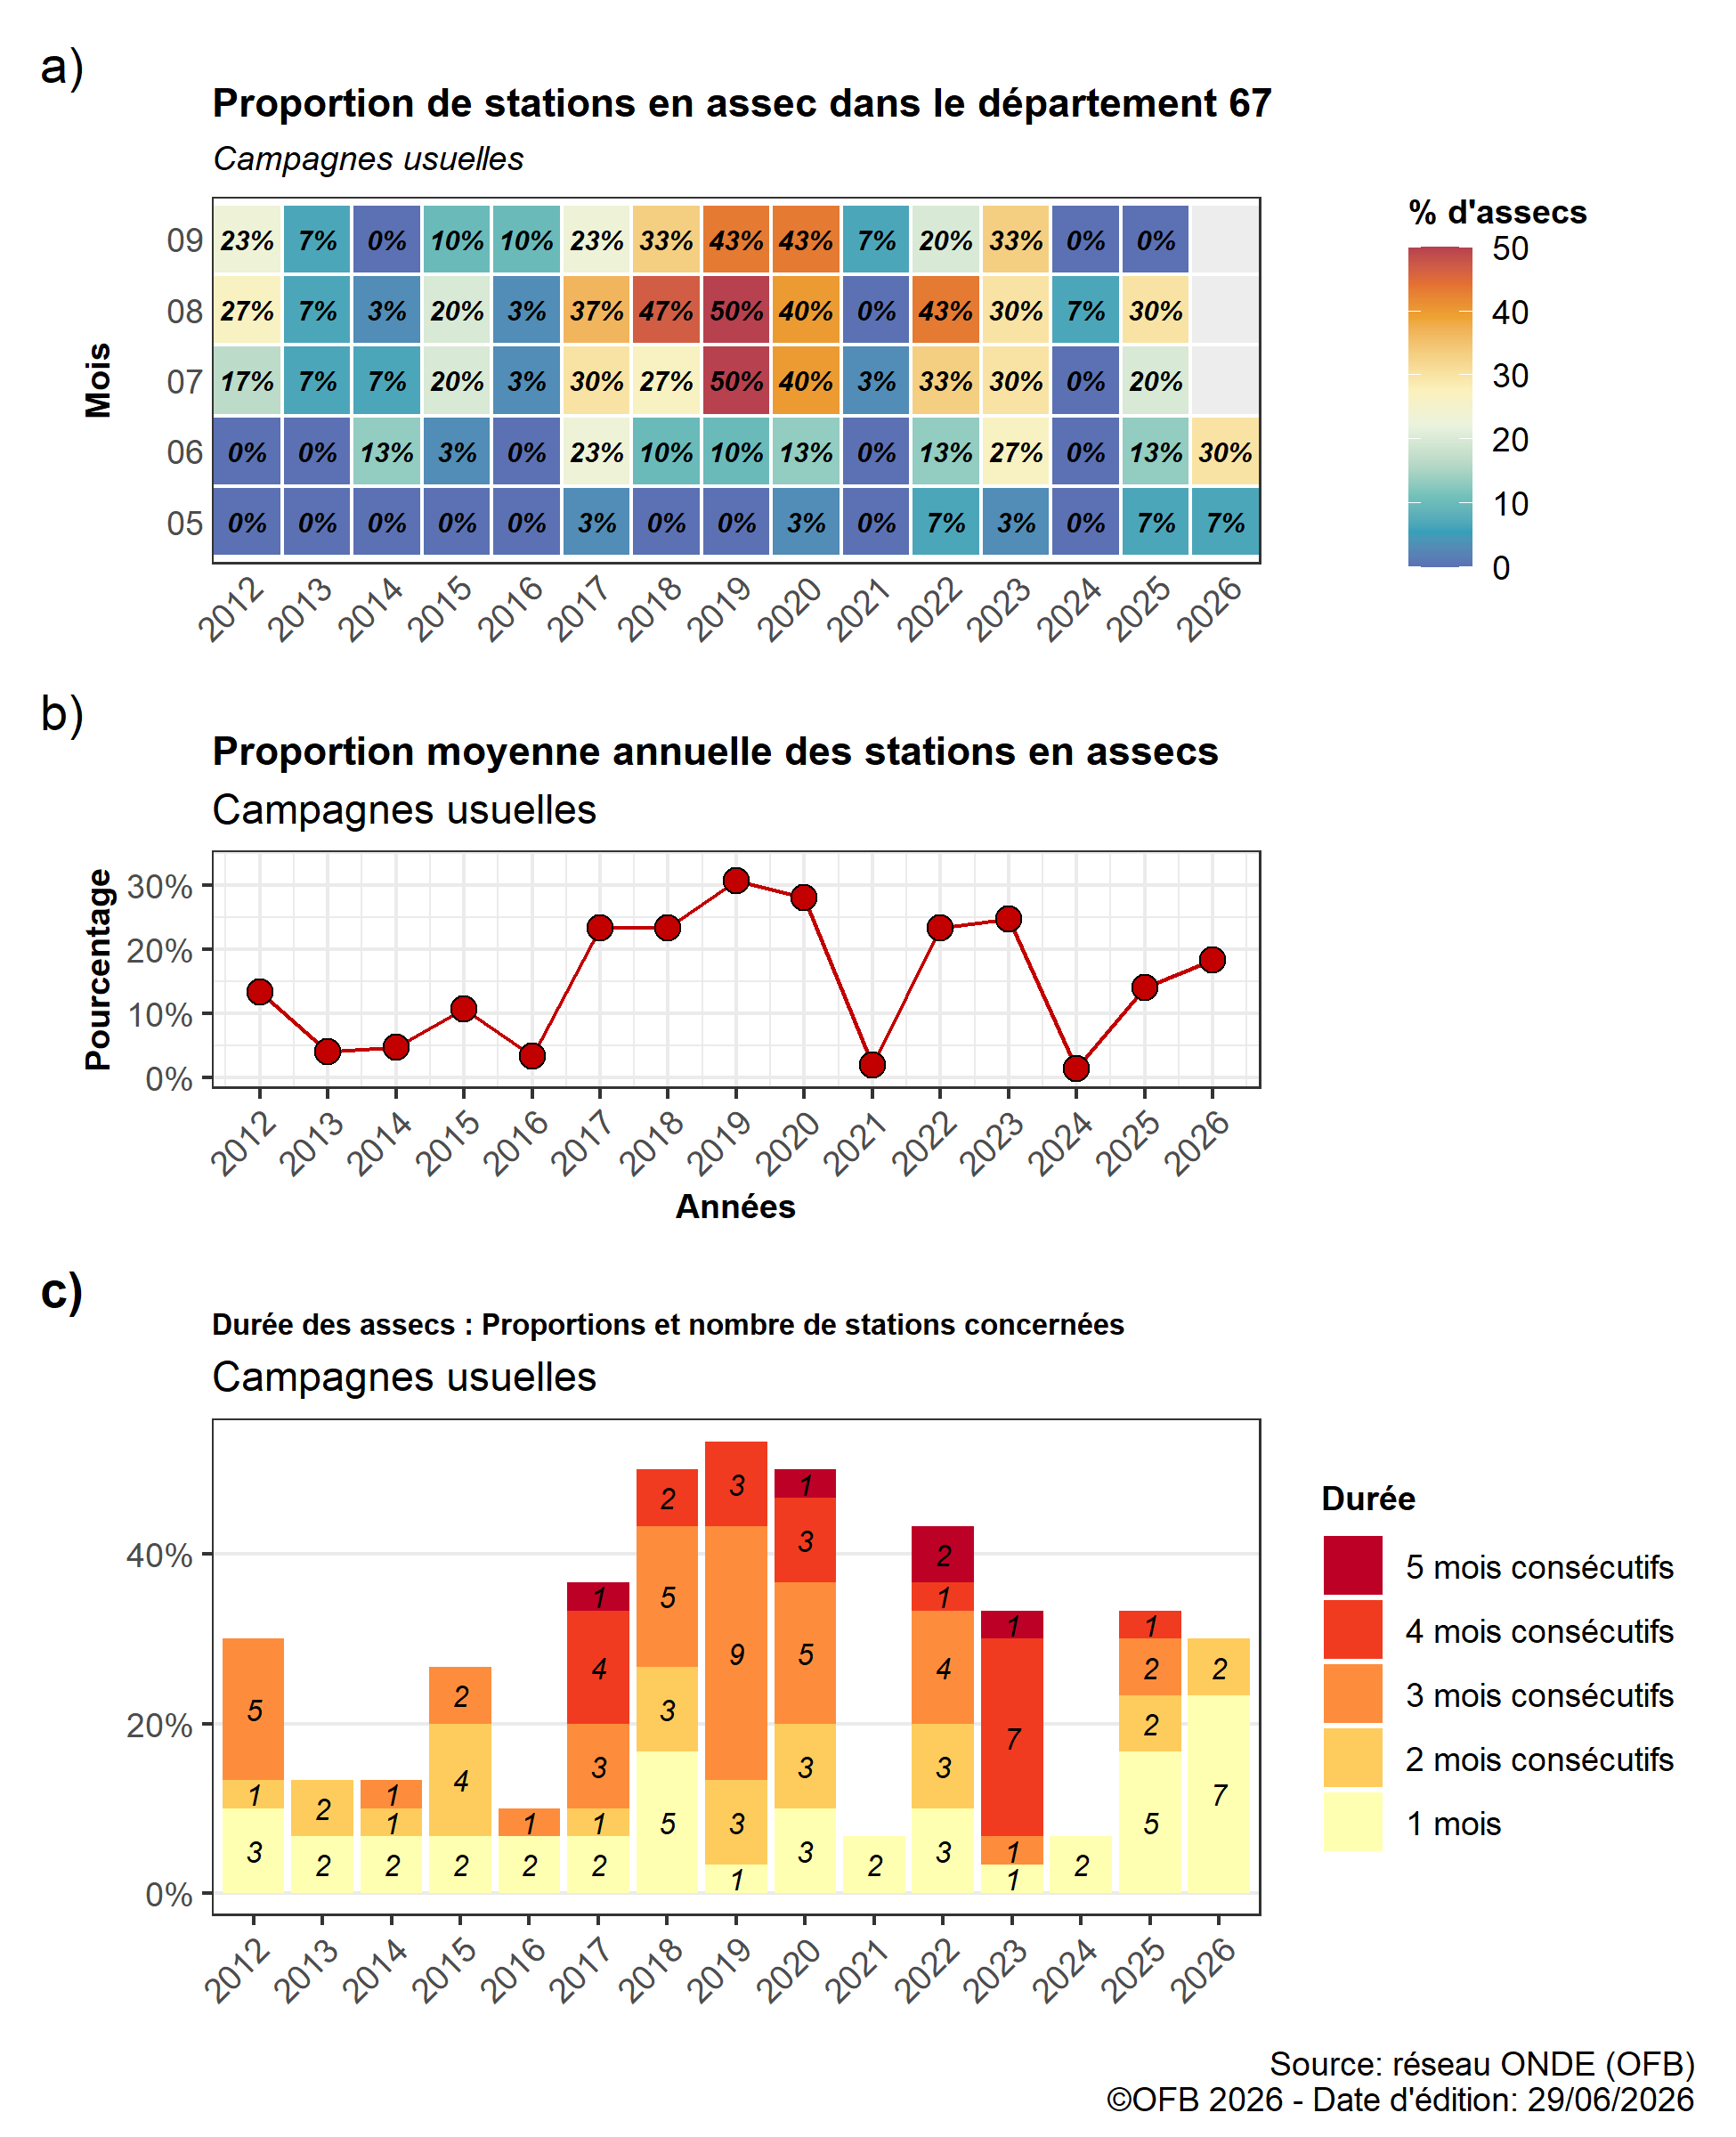 a)
Proportion de stations en assec dans le département 67
Campagnes usuelles
Mois
09 23% 7% 0% 10% 10% 23% 33% 43% 43% 7% 20% 33% 0% 0%
08 27% 7% 3% 20% 3% 37% 47% 50% 40% 0% 43% 30% 7% 30%
07 17% 7% 7% 20% 3% 30% 27% 50% 40% 3% 33% 30% 0% 20%
06 0% 0% 13% 3% 0% 23% 10% 10% 13% 0% 13% 27% 0% 13% 30%
05 0% 0% 0% 0% 0% 3% 0% 0% 3% 0% 7% 3% 0% 7% 7%
2012 2013 2014 2015 2016 2017 2018 2019 2020 2021 2022 2023 2024 2025 2026
% d'assecs
50
40
30
20
10
0
b)
Proportion moyenne annuelle des stations en assecs
Campagnes usuelles
Pourcentage
30%
20%
10%
0%
2012 2013 2014 2015 2016 2017 2018 2019 2020 2021 2022 2023 2024 2025 2026
Années
c)
Durée des assecs : Proportions et nombre de stations concernées
Campagnes usuelles
40%
20%
0%
5 1 3
2 2
1 1 2
2 4 2
1 2
1 4 3 1 2
2 5 3 5
3 9 3 1
1 3 5 3 3
2
2 1 4 3 3
1 7 1 1
2
1 2 2 5
2 7
2012 2013 2014 2015 2016 2017 2018 2019 2020 2021 2022 2023 2024 2025 2026
Durée
5 mois consécutifs
4 mois consécutifs
3 mois consécutifs
2 mois consécutifs
1 mois
Source: réseau ONDE (OFB)
©OFB 2026 - Date d'édition: 29/06/2026